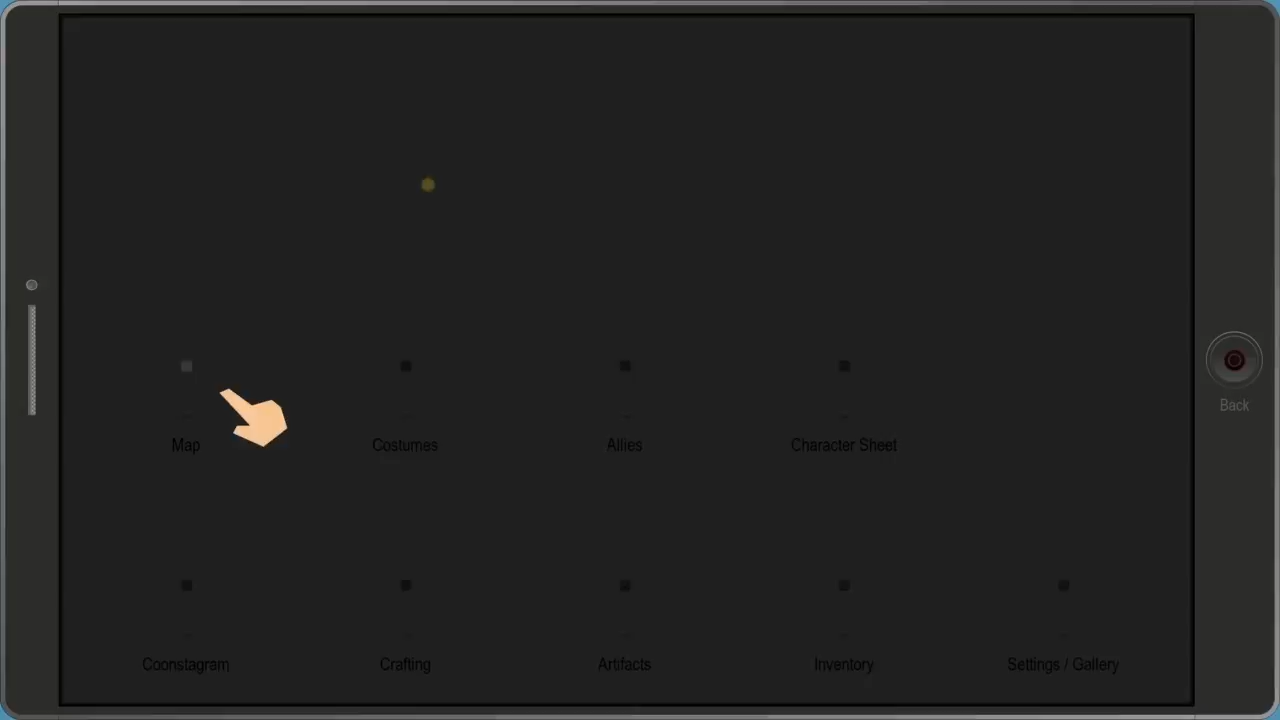 Back
Map
Costumes
Allies
Character Sheet
Coonstagram
Crafting
Artifacts
Inventory
Settings / Gallery